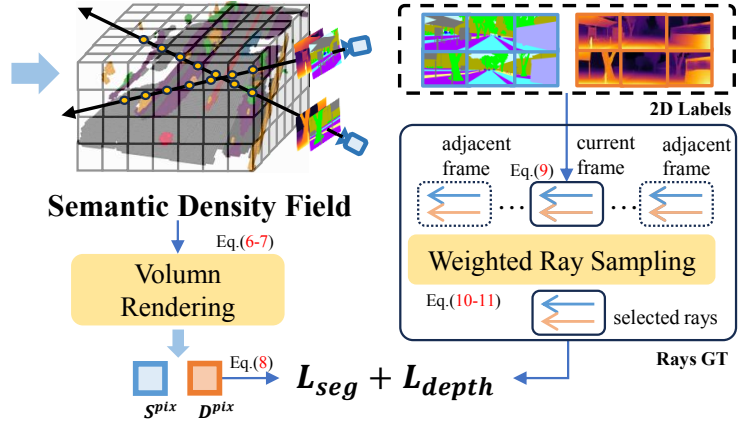 2D Labels
adjacent
frame
Eq.(9)
current
frame
adjacent
frame
... ...
Semantic Density Field
Eq.(6-7)
Volumn
Rendering
Weighted Ray Sampling
Eq.(10-11)
selected rays
Rays GT
Eq.(8)
S^pix D^pix
L_seg + L_depth